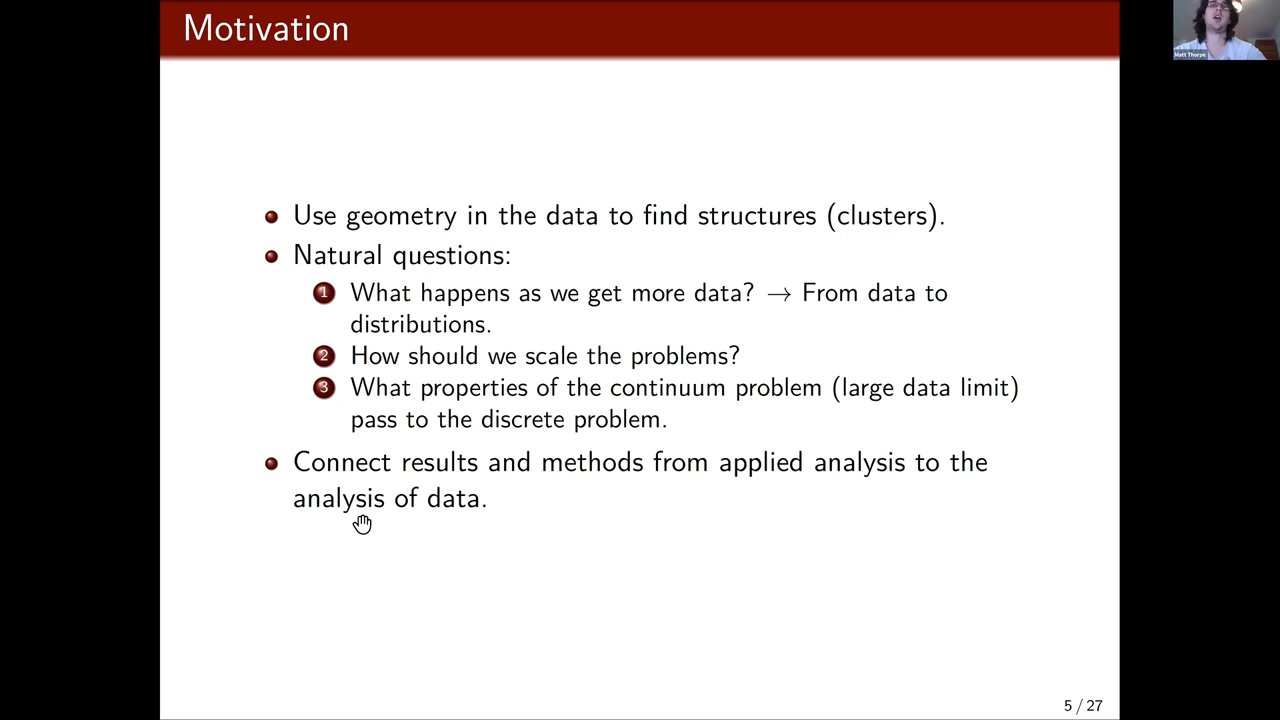 Motivation
Matt Thorpe
Use geometry in the data to find structures (clusters).
Natural questions:
1 What happens as we get more data? → From data to
distributions.
2 How should we scale the problems?
3 What properties of the continuum problem (large data limit)
pass to the discrete problem.
Connect results and methods from applied analysis to the
analysis of data.
5 / 27